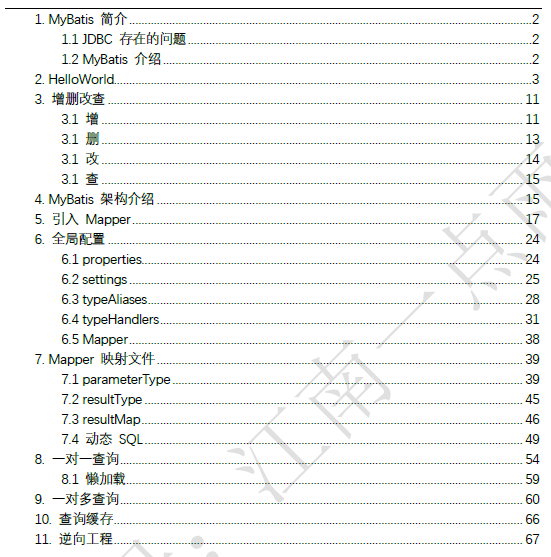 1. MyBatis 简介 2
1.1 JDBC 存在的问题 2
1.2 MyBatis 介绍 2
2. HelloWorld 3
3. 增删改查 11
3.1 增 11
3.1 删 13
3.1 改 14
3.1 查 15
4. MyBatis 架构介绍 15
5. 引入 Mapper 17
6. 全局配置 24
6.1 properties 24
6.2 settings 25
6.3 typeAliases 28
6.4 typeHandlers 31
6.5 Mapper 38
7. Mapper 映射文件 39
7.1 parameterType 39
7.2 resultType 45
7.3 resultMap 46
7.4 动态 SQL 49
8. 一对一查询 54
8.1 懒加载 59
9. 一对多查询 60
10. 查询缓存 66
11. 逆向工程 67
江南一点雨